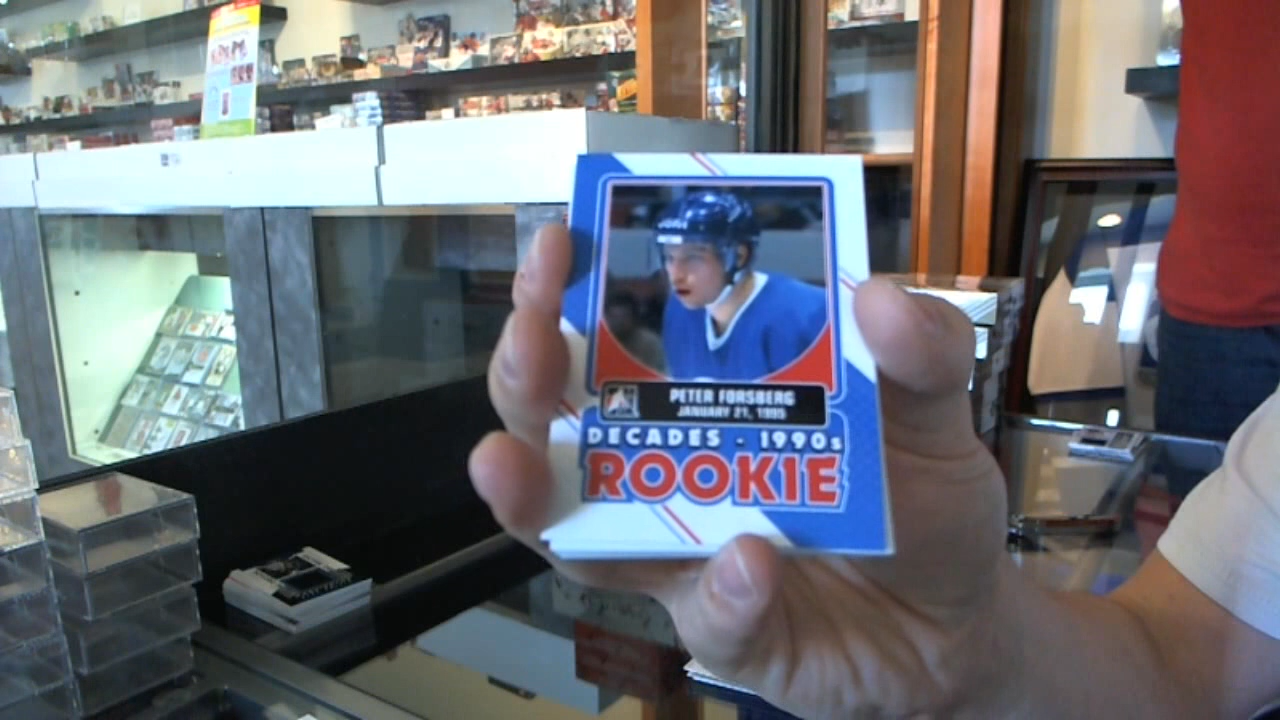 PETER FORSBERG
JANUARY 21, 1995
DECADES - 1990s
ROOKIE